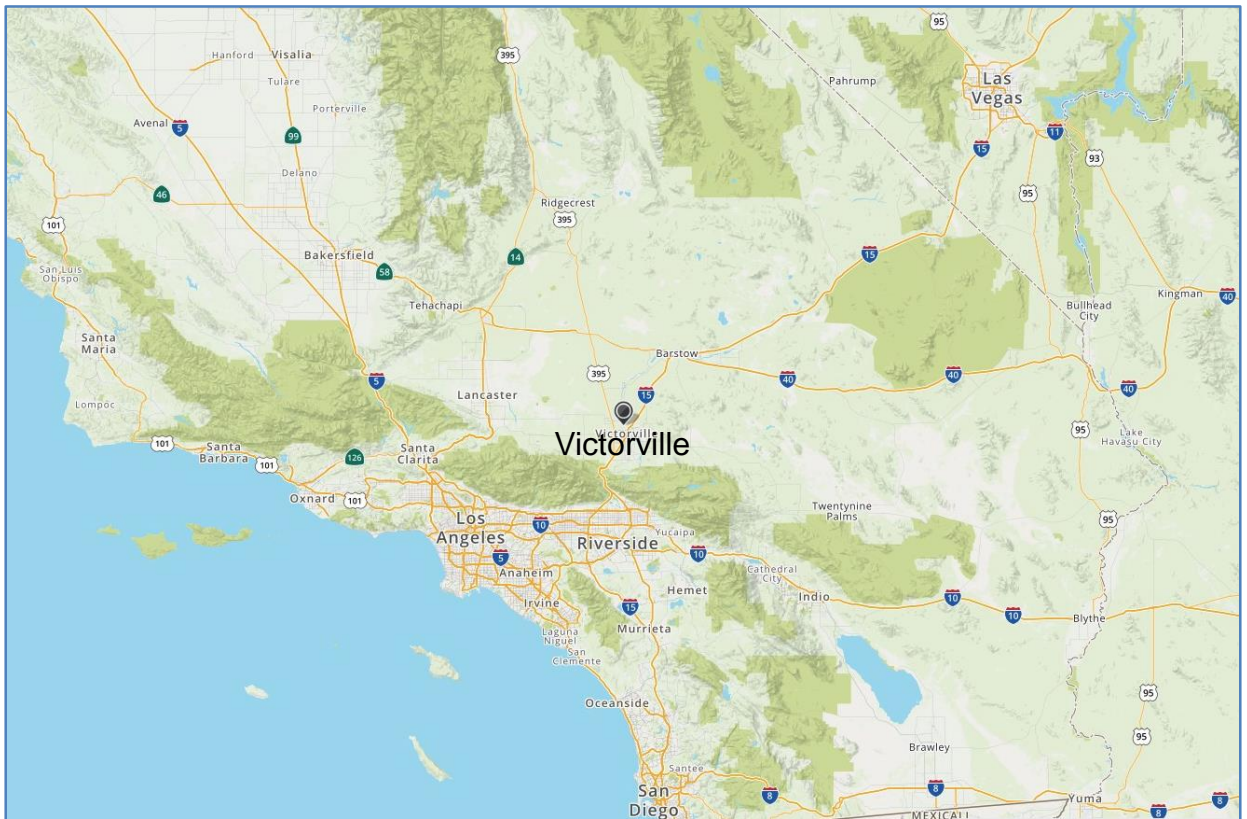 95
Hanford
Visalia
395
Las
Vegas
Tulare
Pahrump
Porterville
Avenal
5
99
11
15
93
Delano
46
95
Ridgecrest
101
395
Bakersfield
14
15
58
San Luis
Obispo
Kingman
40
Tehachapi
Bullhead
City
Santa
Maria
Barstow
395
5
40
40
40
Lancaster
15
Lompoc
Victorville
Victorville
95
Lake
Havasu City
101
Santa
Barbara
126
Santa
Clarita
101
Oxnard
101
Twentynine
Palms
Los
Angeles
10
95
Riverside
Yucaipa
5
10
Anaheim
Cathedral
City
Hemet
Indio
10
Irvine
15
10
Blythe
Laguna
Niguel
Murrieta
San
Clemente
95
Oceanside
95
Brawley
Santee
San
Diego
8
8
Yuma
8
8
MEXICALI